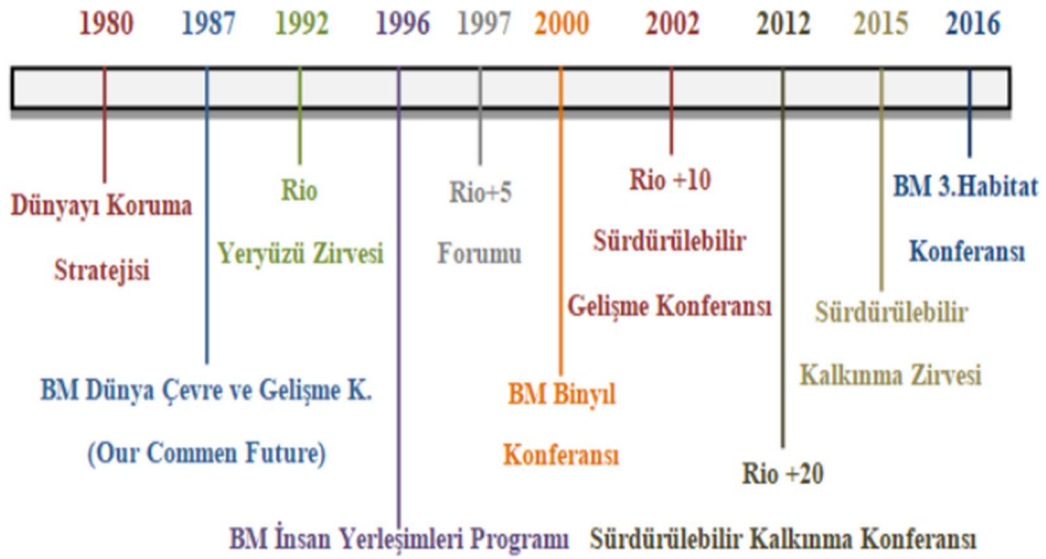 1980 1987 1992 1996 1997 2000 2002 2012 2015 2016
Dünyayı Koruma
Stratejisi
BM Dünya Çevre ve Gelişme K.
(Our Commen Future)
Rio
Yeryüzü Zirvesi
BM İnsan Yerleşimleri Programı
Rio+5
Forumu
BM Binyıl
Konferansı
Rio +10
Sürdürülebilir
Gelişme Konferansı
Rio +20
Sürdürülebilir Kalkınma Konferansı
Sürdürülebilir
Kalkınma Zirvesi
BM 3.Habitat
Konferansı